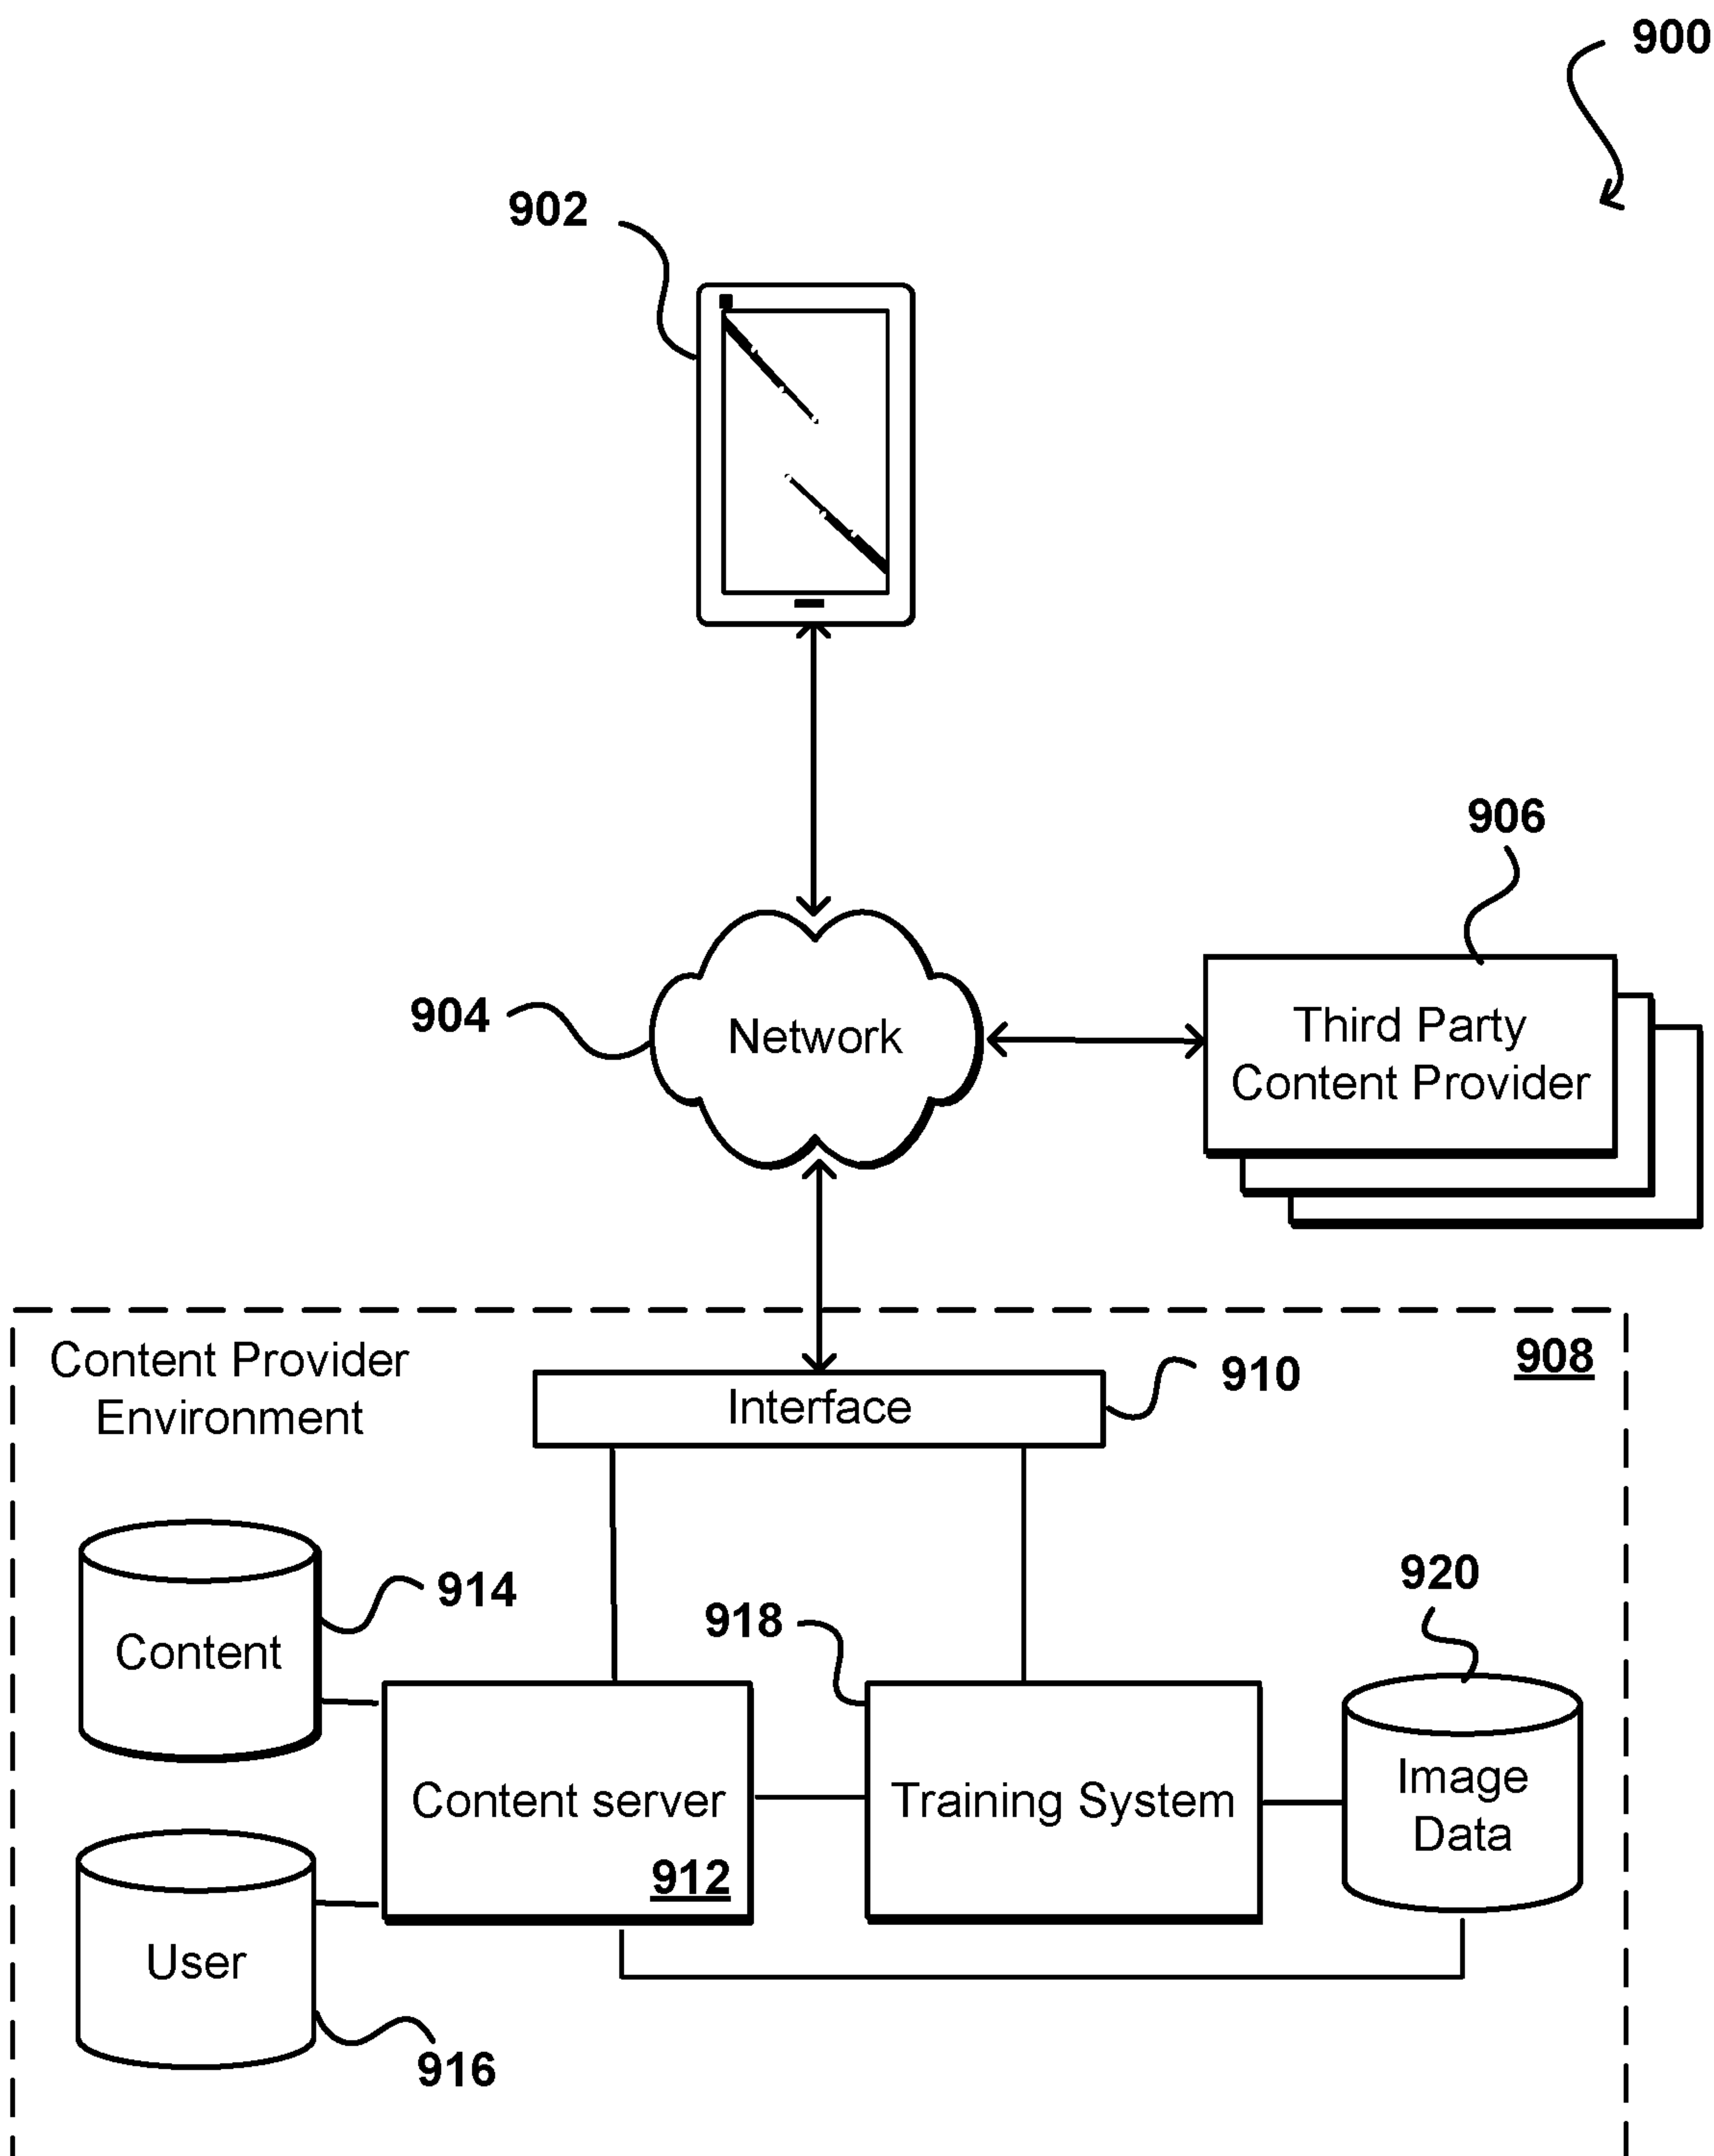 900
902
906
904
Network
Third Party
Content Provider
Content Provider
Environment
908
Interface
910
914
Content
918
920
Content server
912
Training System
Image
Data
User
916